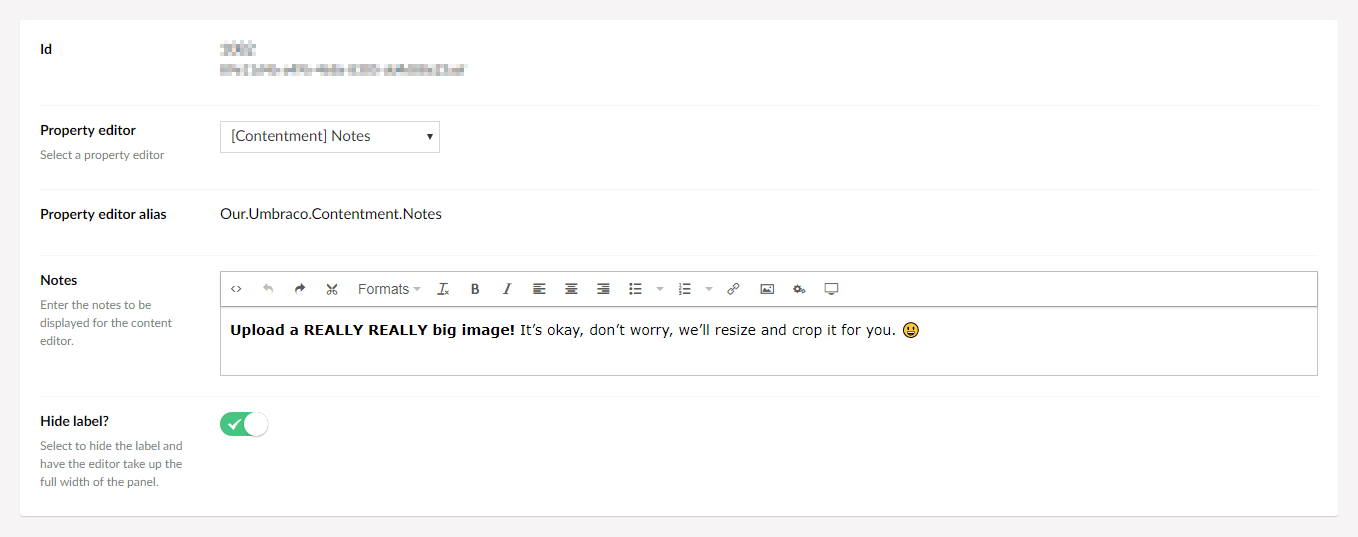 Id
Property editor
Select a property editor
[Contentment] Notes
Property editor alias
Our.Umbraco.Contentment.Notes
Notes
Enter the notes to be
displayed for the content
editor.
Formats
Upload a REALLY REALLY big image! It’s okay, don’t worry, we’ll resize and crop it for you. 😀
Hide label?
Select to hide the label and
have the editor take up the
full width of the panel.